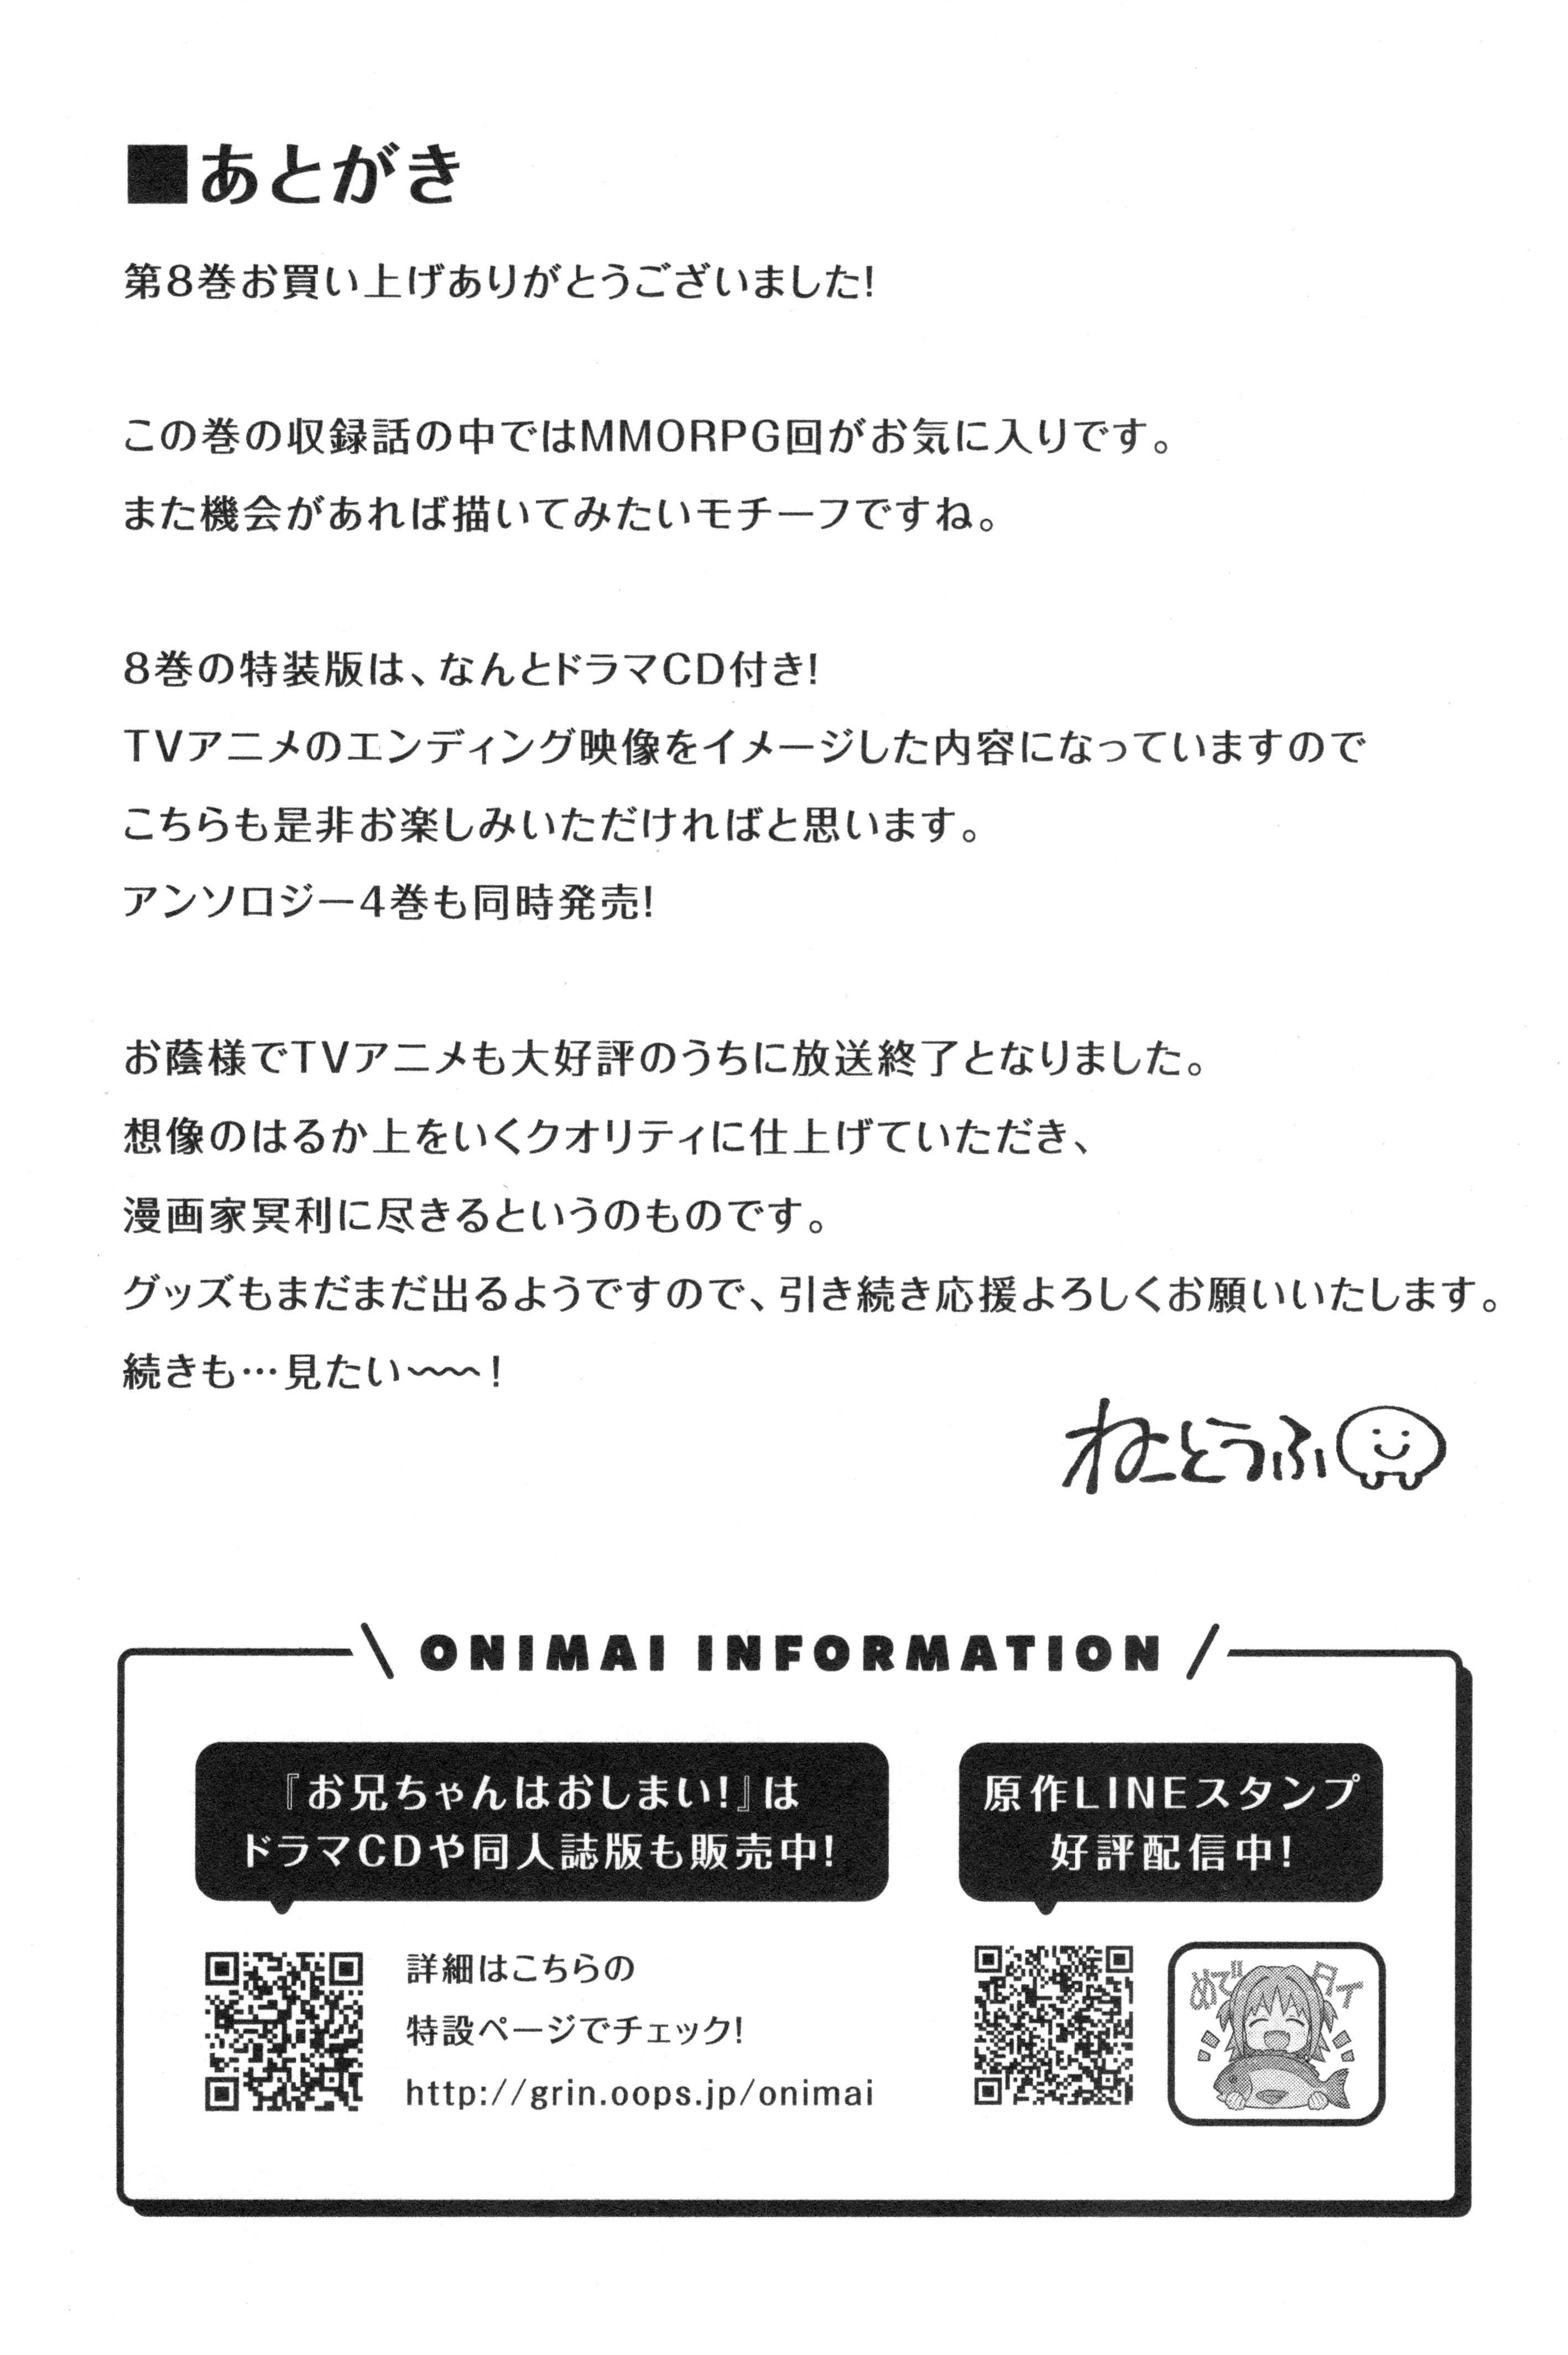 ■あとがき
第8巻お買い上げありがとうございました!
この巻の収録話の中ではMMORPG回がお気に入りです。
また機会があれば描いてみたいモチーフですね。
8巻の特装版は、なんとドラマCD付き!
TVアニメのエンディング映像をイメージした内容になっていますので
こちらも是非お楽しみいただければと思います。
アンソロジー4巻も同時発売!
お蔭様でTVアニメも大好評のうちに放送終了となりました。
想像のはるか上をいくクオリティに仕上げていただき、
漫画家冥利に尽きるというのものです。
グッズもまだまだ出るようですので、引き続き応援よろしくお願いいたします。
続きも…見たい〜〜!
ねことうふ
ONIMAI INFORMATION
『お兄ちゃんはおしまい!』は
ドラマCDや同人誌版も販売中!
詳細はこちらの
特設ページでチェック!
http://grin.oops.jp/onimai
原作LINEスタンプ
好評配信中!
めでタイ